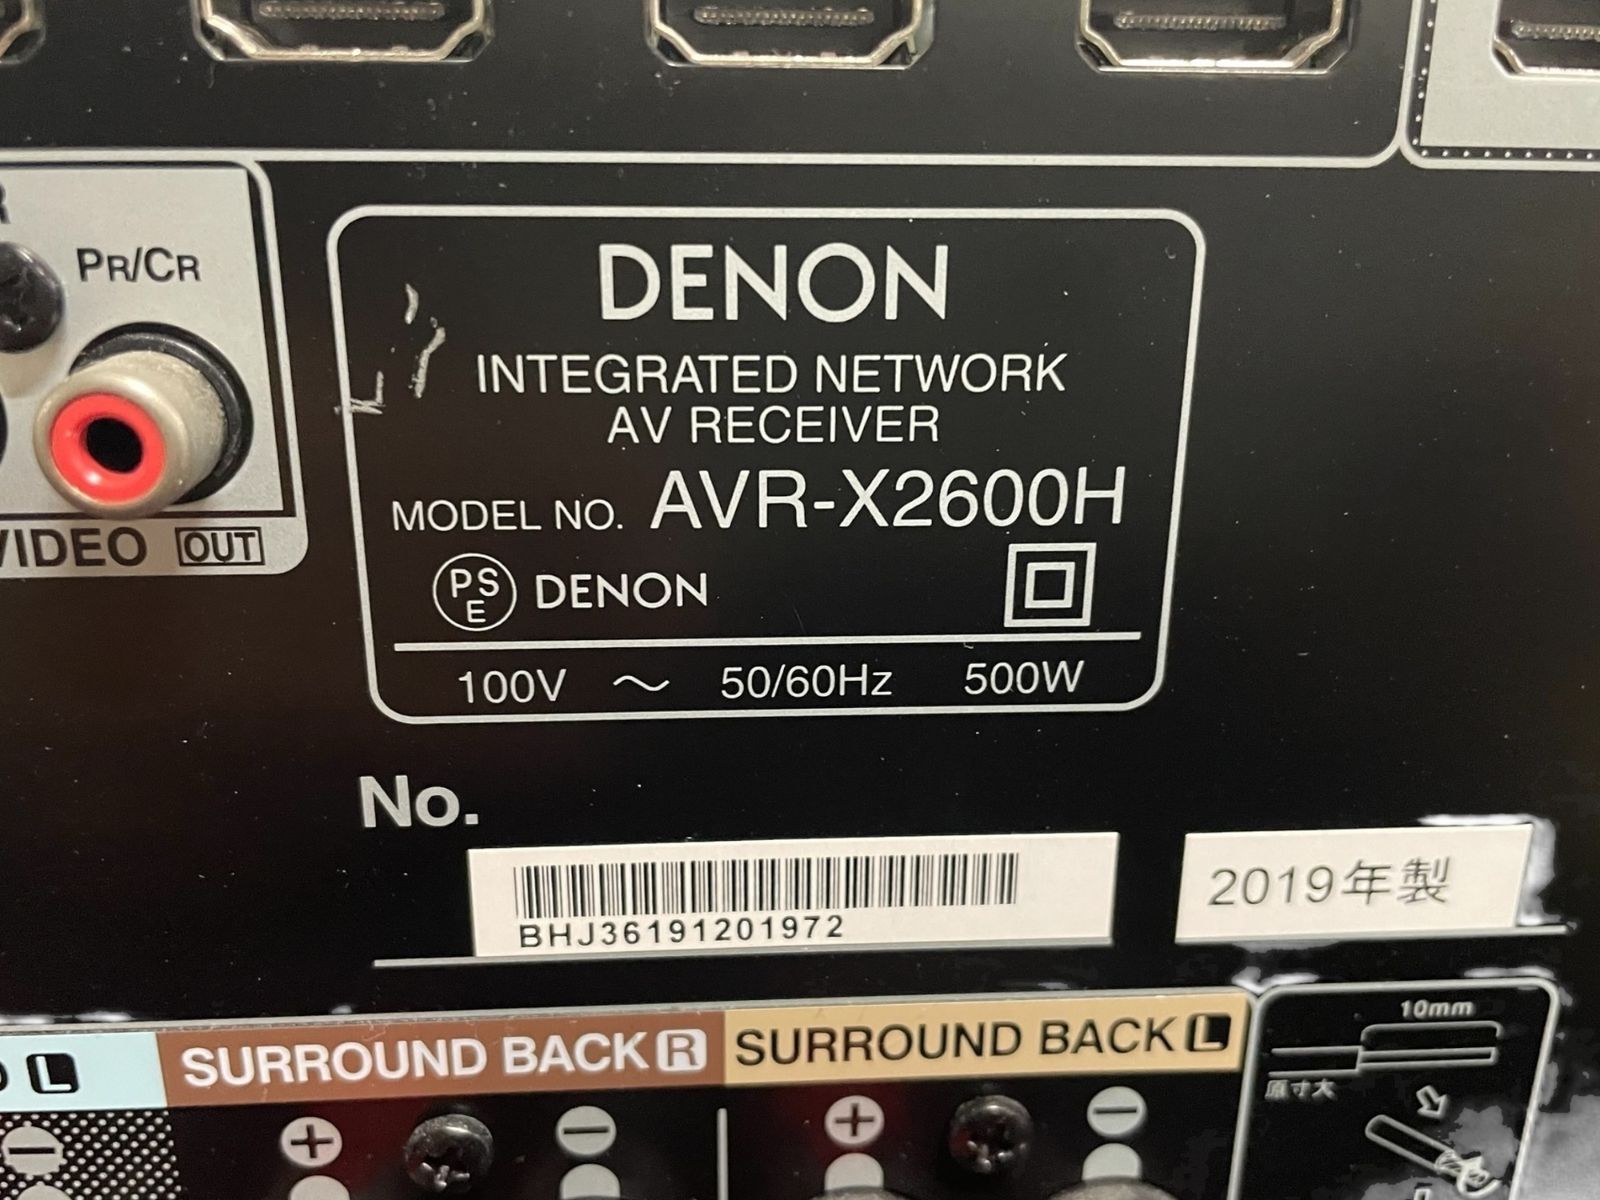 PR/CR
VIDEO OUT
DENON
INTEGRATED NETWORK
AV RECEIVER
MODEL NO. AVR-X2600H
PSE DENON
100V ~ 50/60Hz 500W
No.
BHJ36191201972
2019年製
L
SURROUND BACK R
SURROUND BACK L
+ −
+ −
−
10mm
原寸大